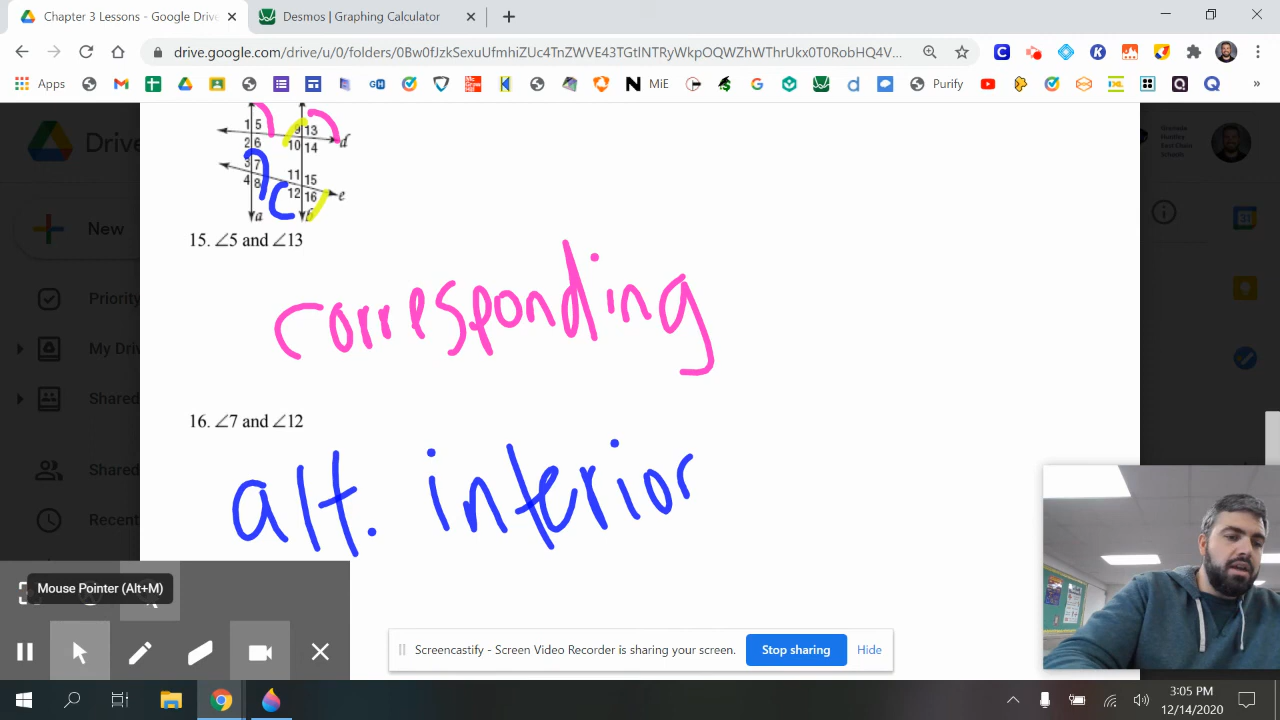 Chapter 3 Lessons - Google Drive
Desmos | Graphing Calculator
drive.google.com/drive/u/0/folders/0Bw0fJzkSexuUfmhiZUc4TnZWVE43TGtlNTRyWkpOQWZhWThrUkx0T0RobHQ4V...
Apps
MiE
Purify
»
Drive
New
Priority
My Driv
Shared
Shared
Recent
1 5 9 13 d
2 6 10 14
3 7 11 15
4 8 12 16 e
a
15. ∠5 and ∠13
corresponding
16. ∠7 and ∠12
alt. interior
Mouse Pointer (Alt+M)
Screencastify - Screen Video Recorder is sharing your screen.
Stop sharing
Hide
3:05 PM
12/14/2020